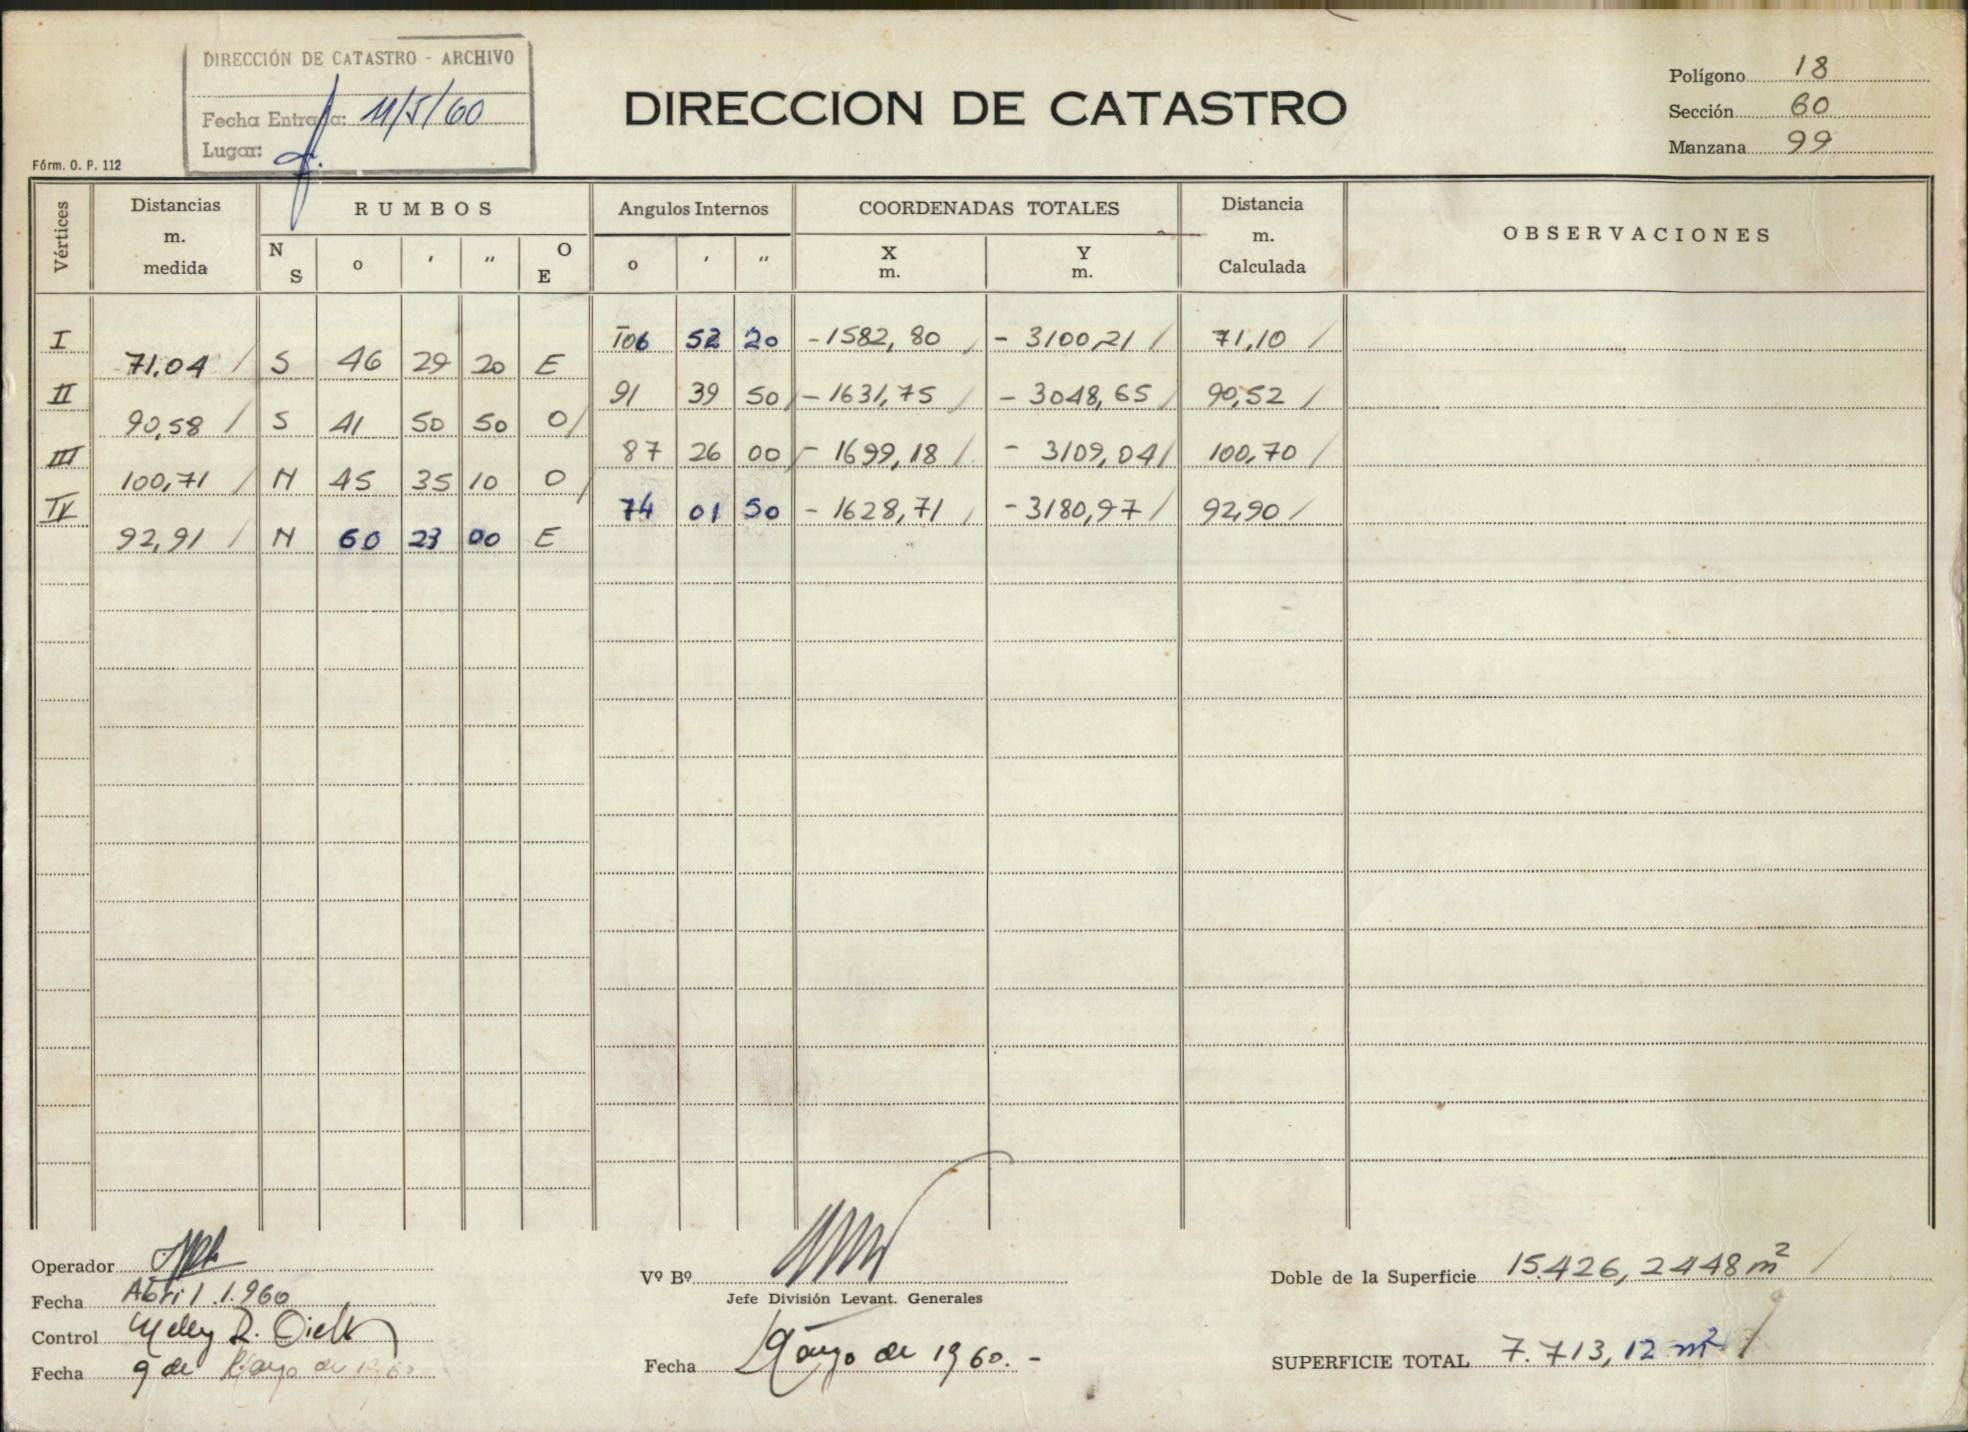 DIRECCIÓN DE CATASTRO - ARCHIVO
Fecha Entrada: 11/5/60
Lugar:
Fórm. O. P. 112
DIRECCION DE CATASTRO
Polígono 18
Sección 60
Manzana 99
Vértices Distancias m. medida RUMBOS Angulos Internos COORDENADAS TOTALES Distancia m. Calculada OBSERVACIONES
N S o ' " O E o ' " X m. Y m.
I 106 52 20 -1582,80 - 3100,21 71,10
71.04 S 46 29 20 E
II 91 39 50 -1631,75 - 3048,65 90,52
90,58 S 41 50 50 O
III 87 26 00 - 1699,18 - 3109,04 100,70
100,71 N 45 35 10 O
IV 74 01 50 - 1628,71 -3180,97 92,90
92,91 N 60 23 00 E
Operador
Fecha Abril.1.960
Control
Fecha 9 de Mayo de 1960
Vº Bº
Jefe División Levant. Generales
Fecha Mayo de 1960.-
Doble de la Superficie 15.426,2448 m²
SUPERFICIE TOTAL 7.713,12 m²